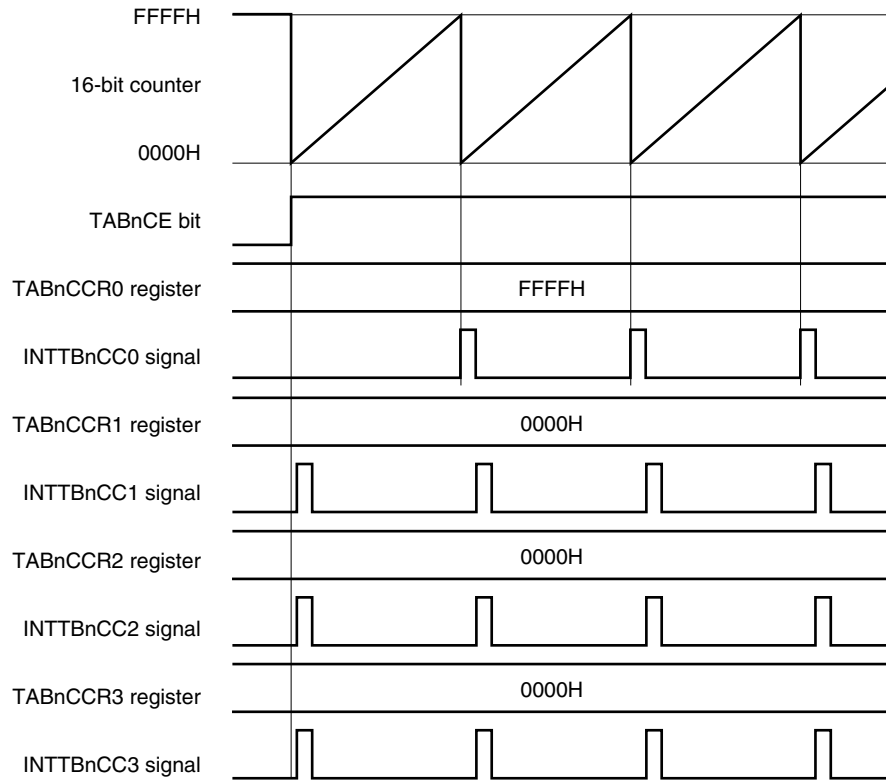 FFFFH
16-bit counter
0000H
TABnCE bit
TABnCCR0 register
FFFFH
INTTBnCC0 signal
TABnCCR1 register
0000H
INTTBnCC1 signal
TABnCCR2 register
0000H
INTTBnCC2 signal
TABnCCR3 register
0000H
INTTBnCC3 signal